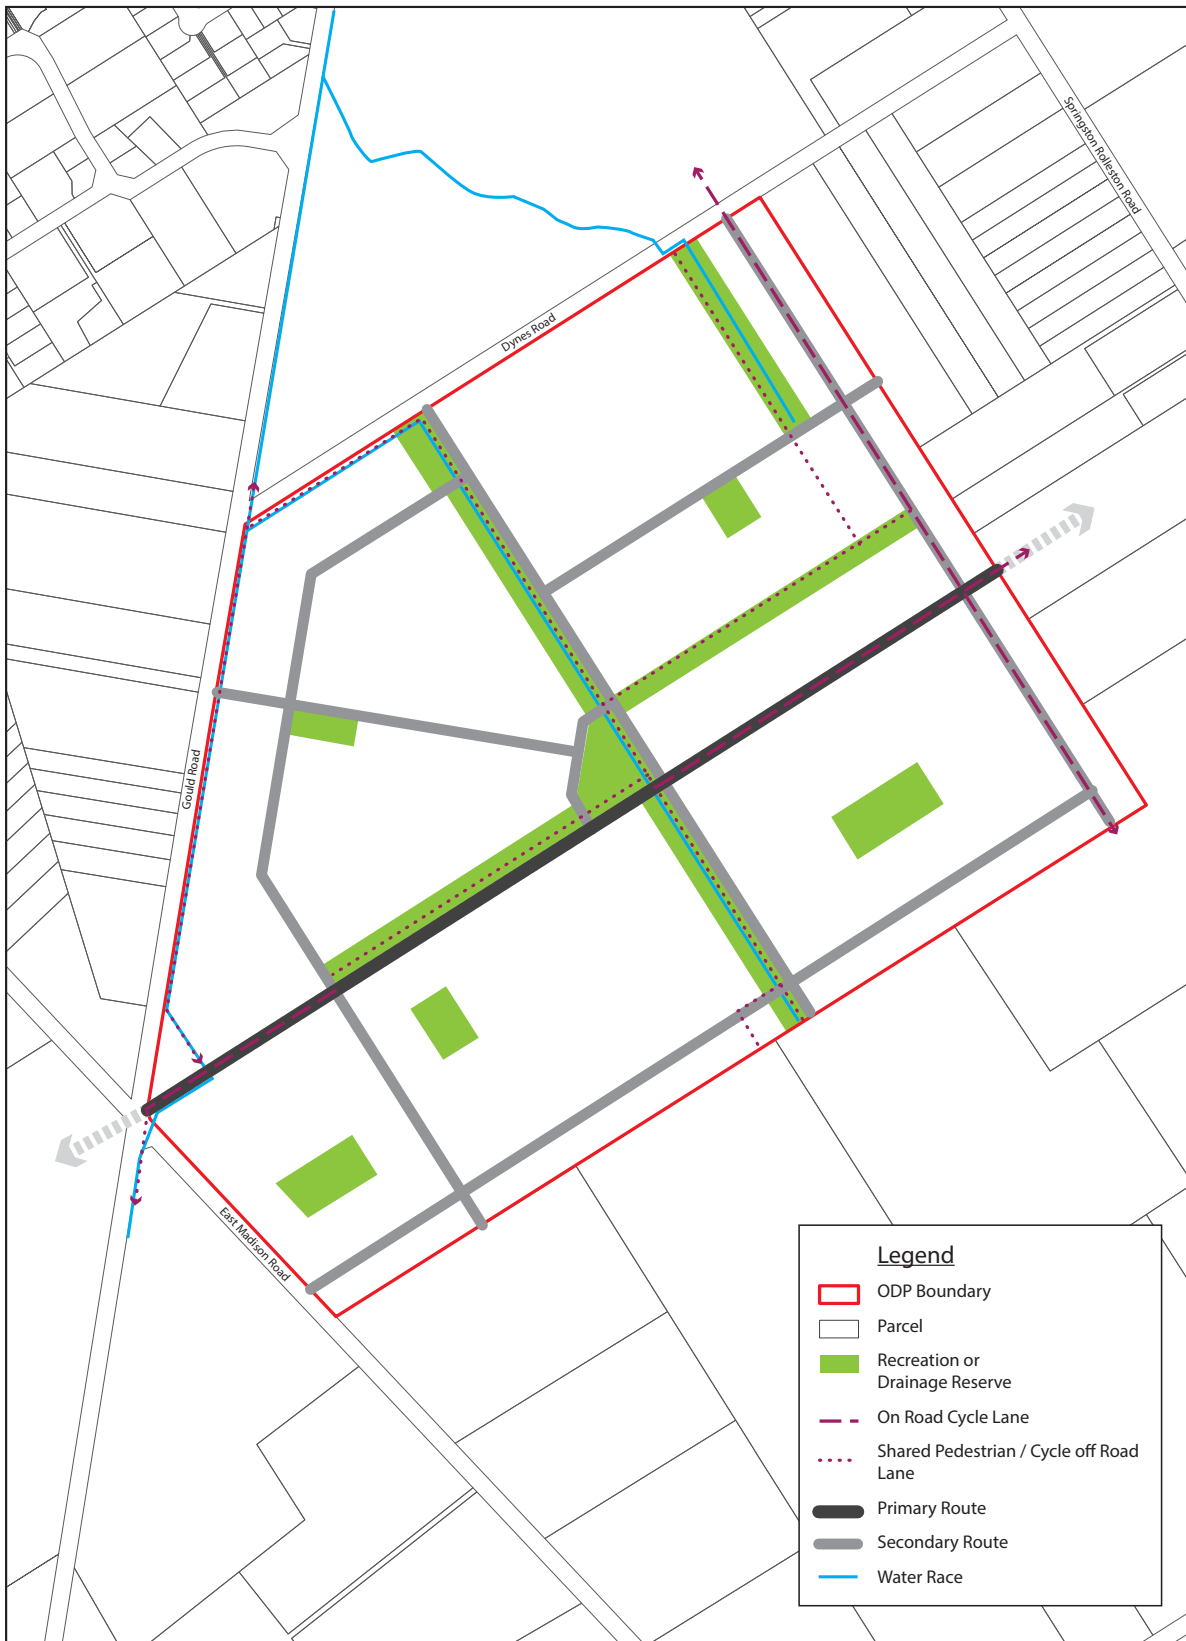 Springston Rolleston Road
Dynes Road
Gould Road
East Madison Road
Legend
ODP Boundary
Parcel
Recreation or
Drainage Reserve
On Road Cycle Lane
Shared Pedestrian / Cycle off Road
Lane
Primary Route
Secondary Route
Water Race